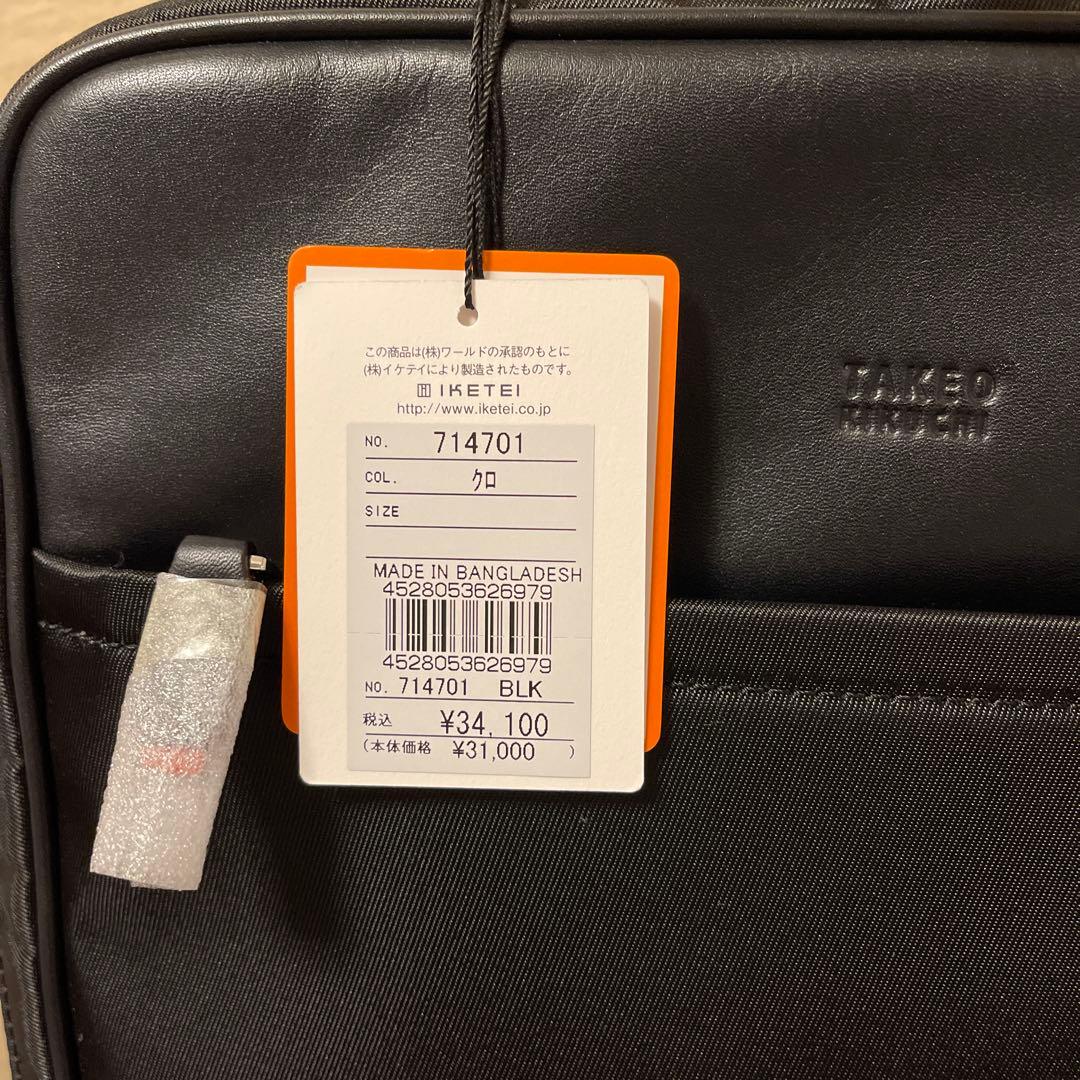 この商品は(株)ワールドの承認のもとに
(株)イケテイにより製造されたものです。
IKETEI
http://www.iketei.co.jp
NO. 714701
COL. ｸﾛ
SIZE
MADE IN BANGLADESH
4528053626979
4528053626979
NO. 714701 BLK
税込 ¥34,100
(本体価格 ¥31,000 )
TAKEO
KIKUCHI